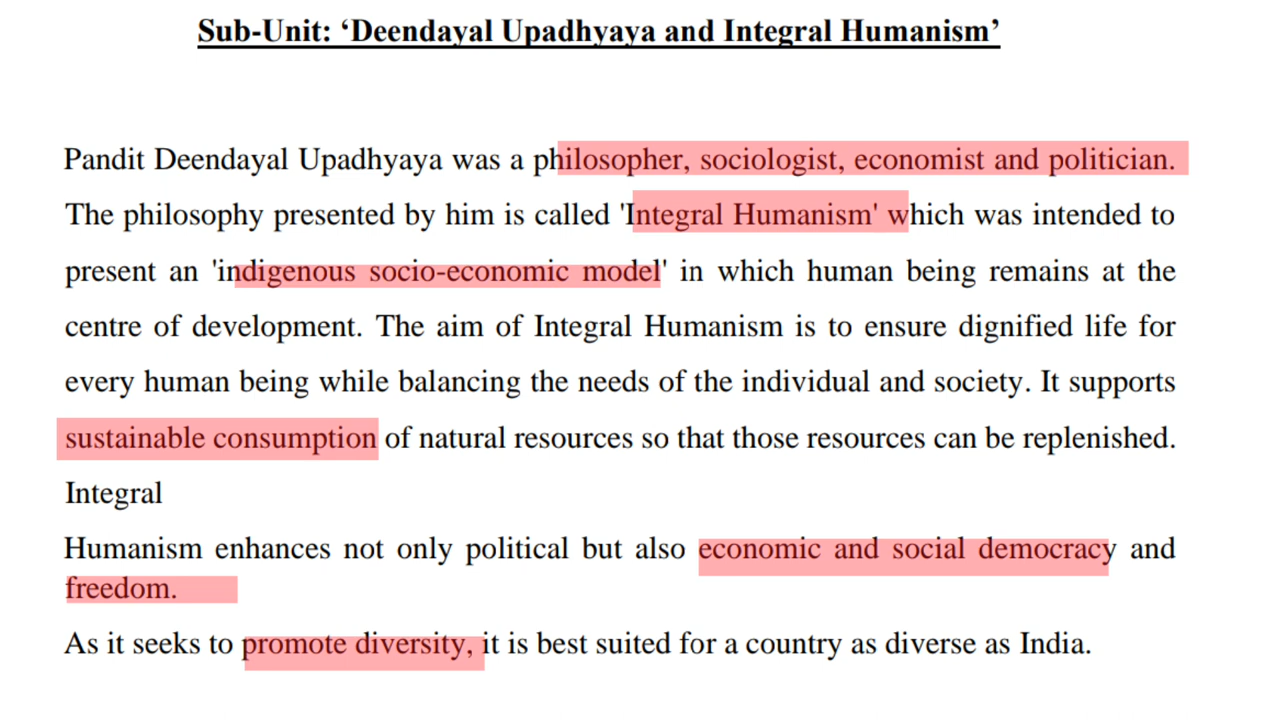 Sub-Unit: ‘Deendayal Upadhyaya and Integral Humanism’
Pandit Deendayal Upadhyaya was a philosopher, sociologist, economist and politician.
The philosophy presented by him is called 'Integral Humanism' which was intended to
present an 'indigenous socio-economic model' in which human being remains at the
centre of development. The aim of Integral Humanism is to ensure dignified life for
every human being while balancing the needs of the individual and society. It supports
sustainable consumption of natural resources so that those resources can be replenished.
Integral
Humanism enhances not only political but also economic and social democracy and
freedom.
As it seeks to promote diversity, it is best suited for a country as diverse as India.